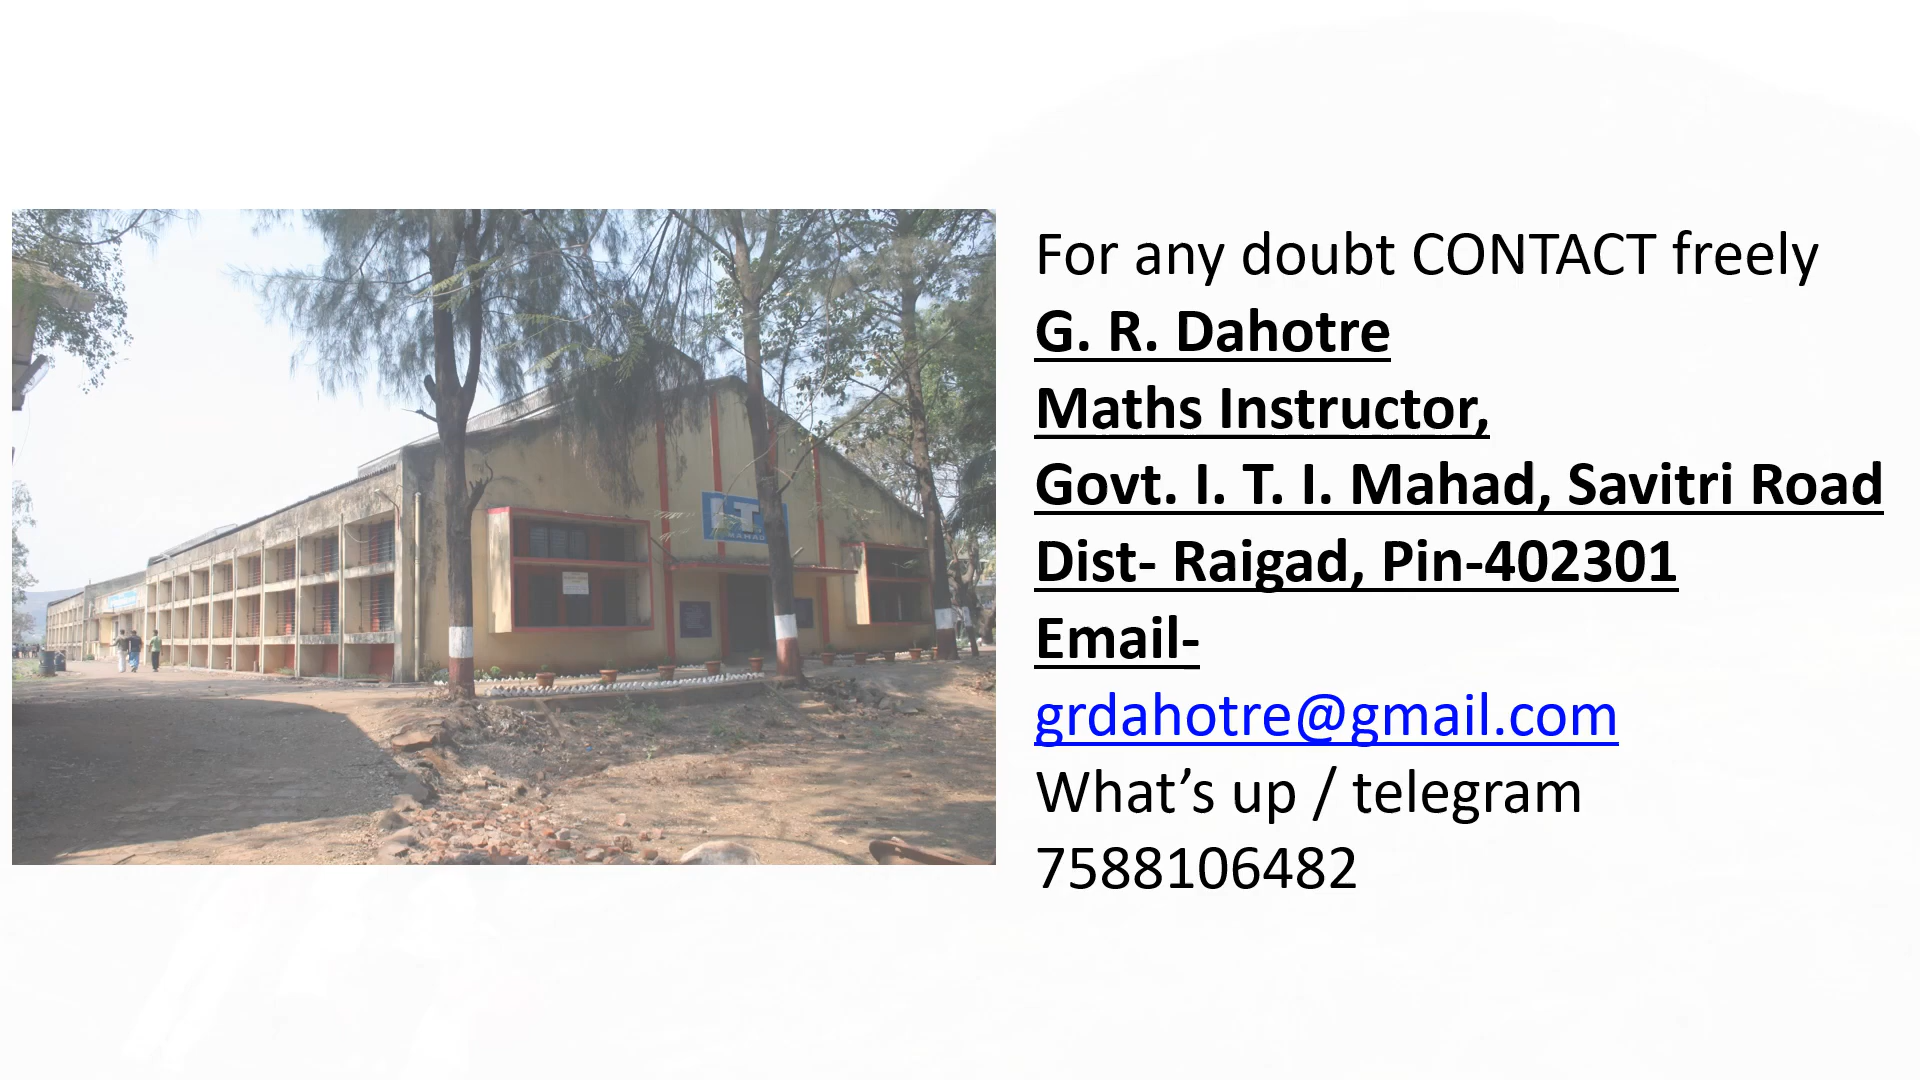 For any doubt CONTACT freely
G. R. Dahotre
Maths Instructor,
Govt. I. T. I. Mahad, Savitri Road
Dist- Raigad, Pin-402301
Email-
grdahotre@gmail.com
What’s up / telegram
7588106482
I.T.
MAHAD